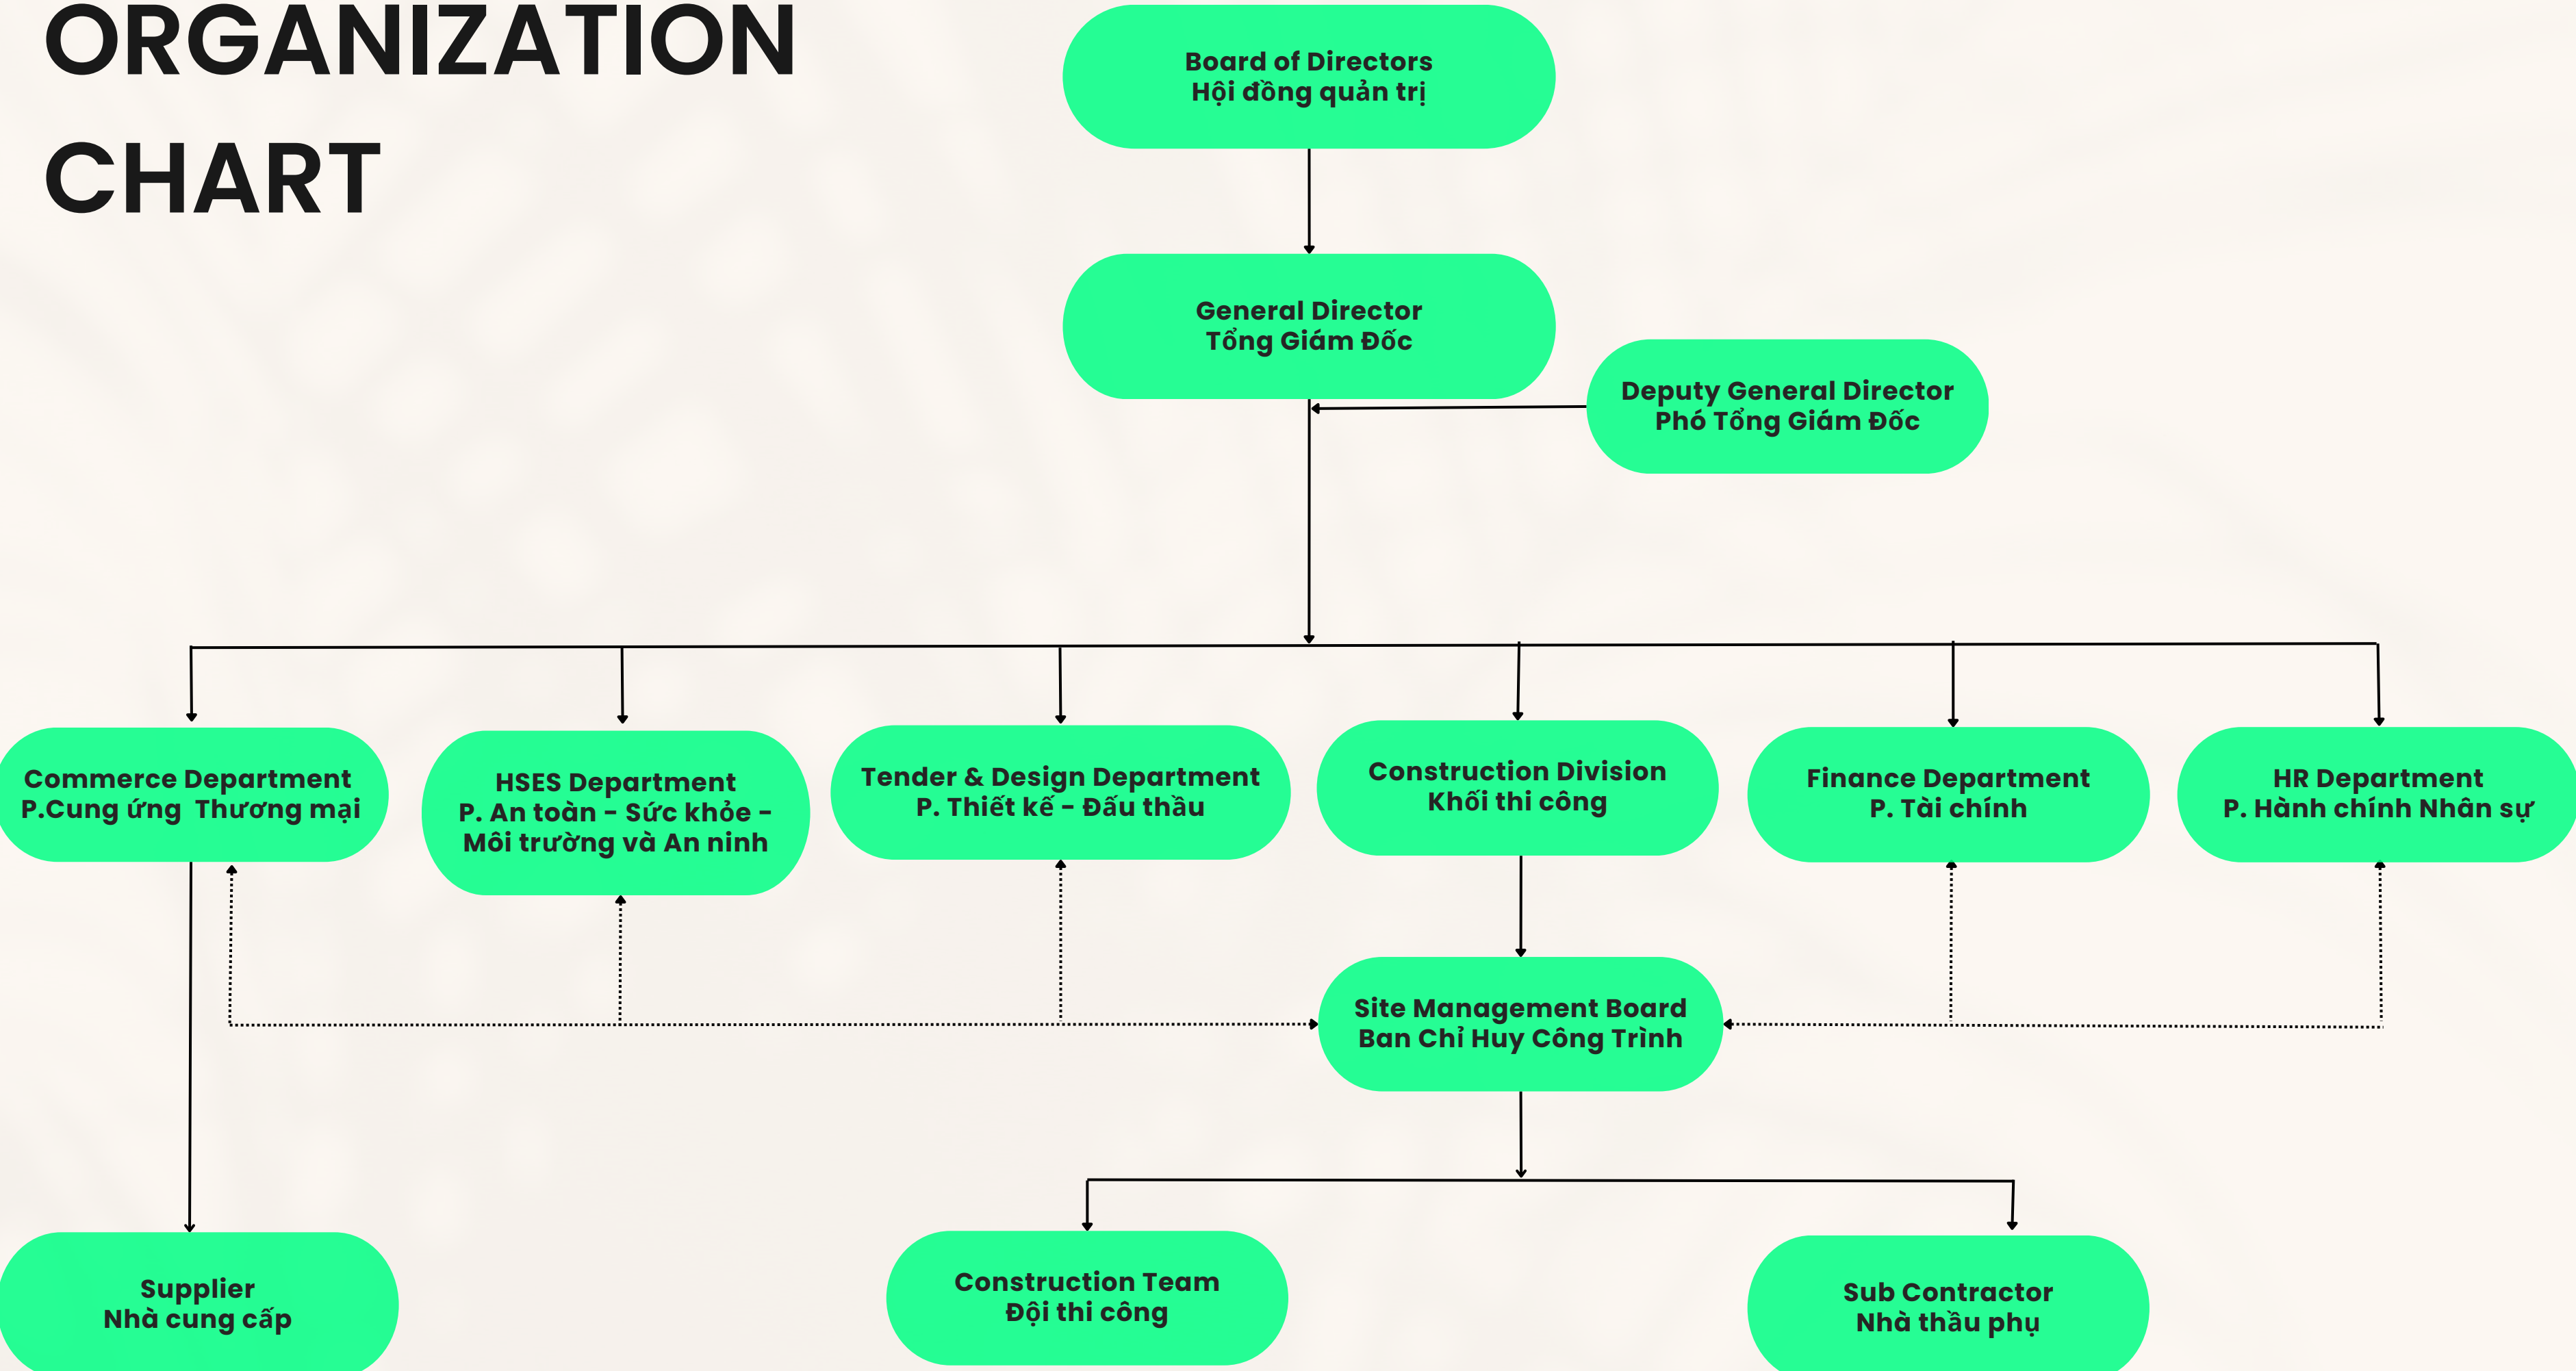 ORGANIZATION
CHART
Board of Directors
Hội đồng quản trị
General Director
Tổng Giám Đốc
Deputy General Director
Phó Tổng Giám Đốc
Commerce Department
P.Cung ứng  Thương mại
HSES Department
P. An toàn - Sức khỏe -
Môi trường và An ninh
Tender & Design Department
P. Thiết kế - Đấu thầu
Construction Division
Khối thi công
Finance Department
P. Tài chính
HR Department
P. Hành chính Nhân sự
Site Management Board
Ban Chỉ Huy Công Trình
Supplier
Nhà cung cấp
Construction Team
Đội thi công
Sub Contractor
Nhà thầu phụ